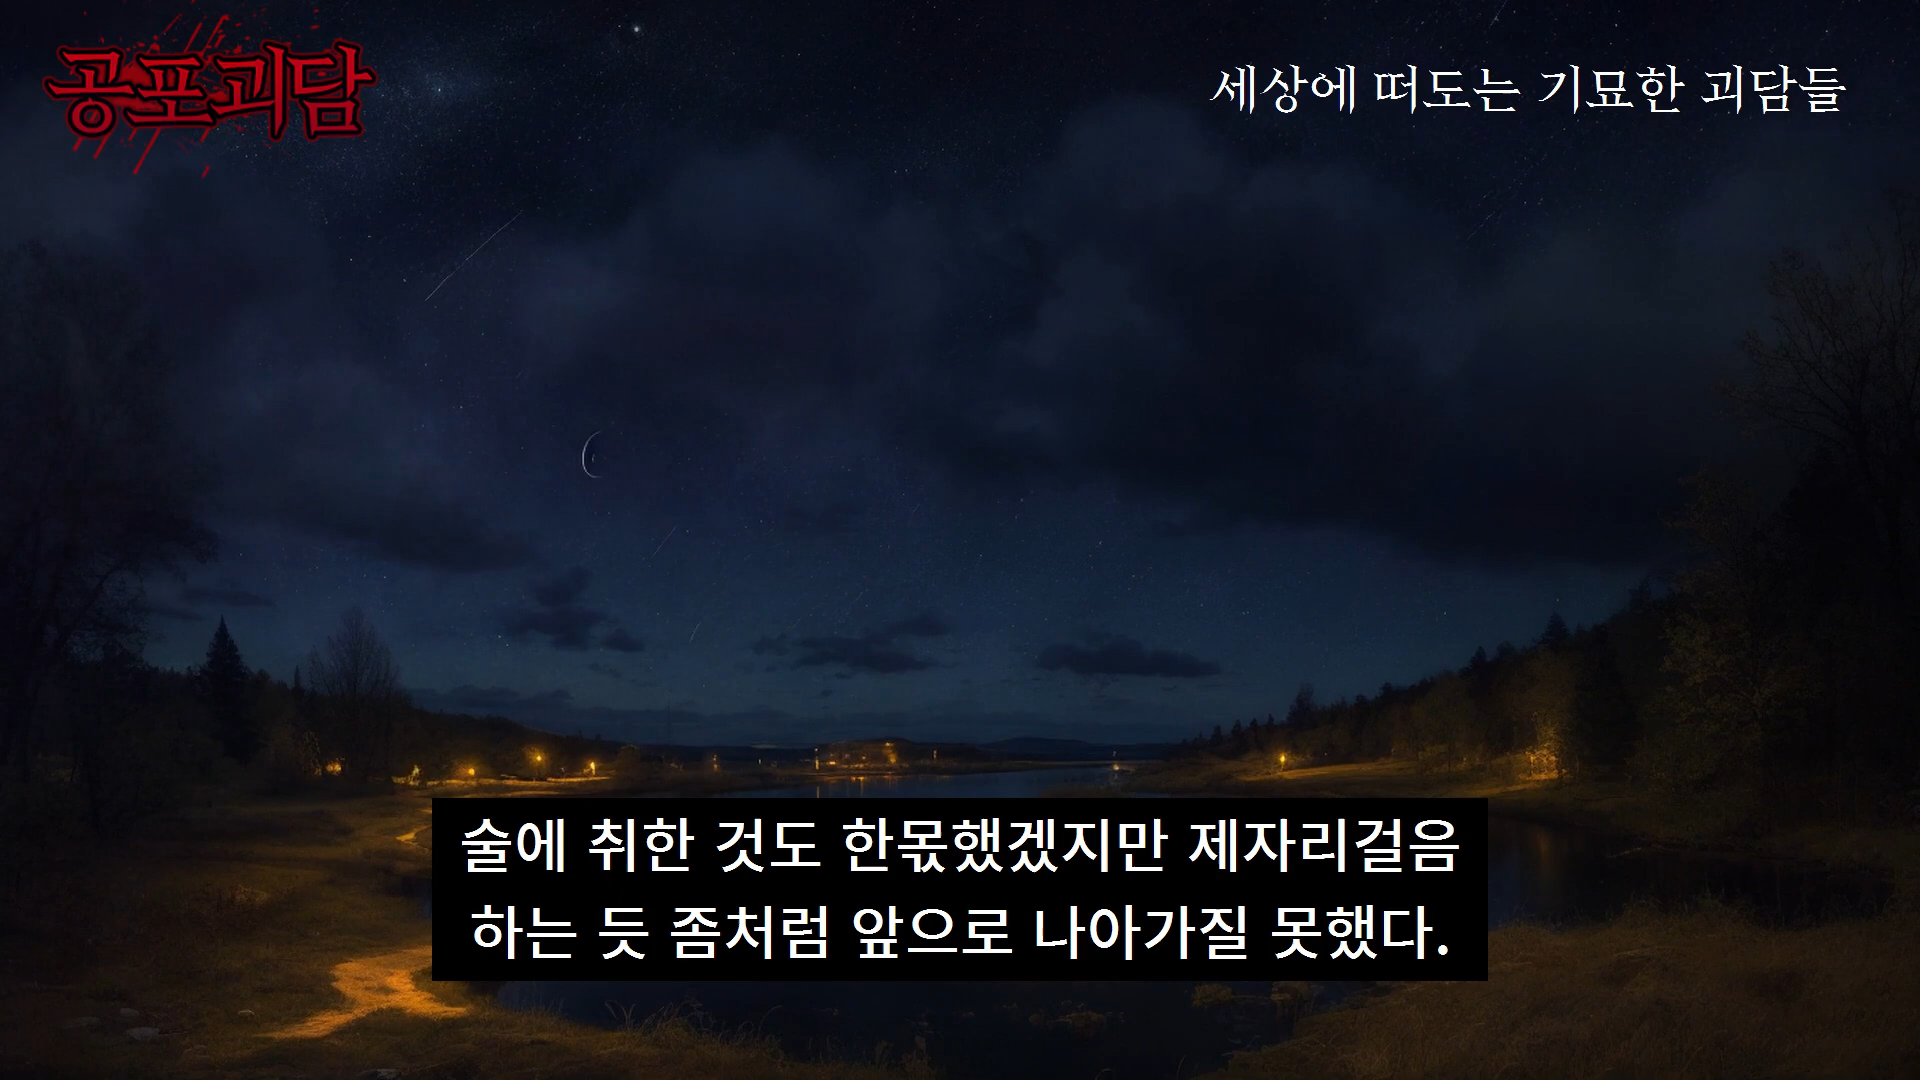 공포괴담
세상에 떠도는 기묘한 괴담들
술에 취한 것도 한몫했겠지만 제자리걸음
하는 듯 좀처럼 앞으로 나아가질 못했다.